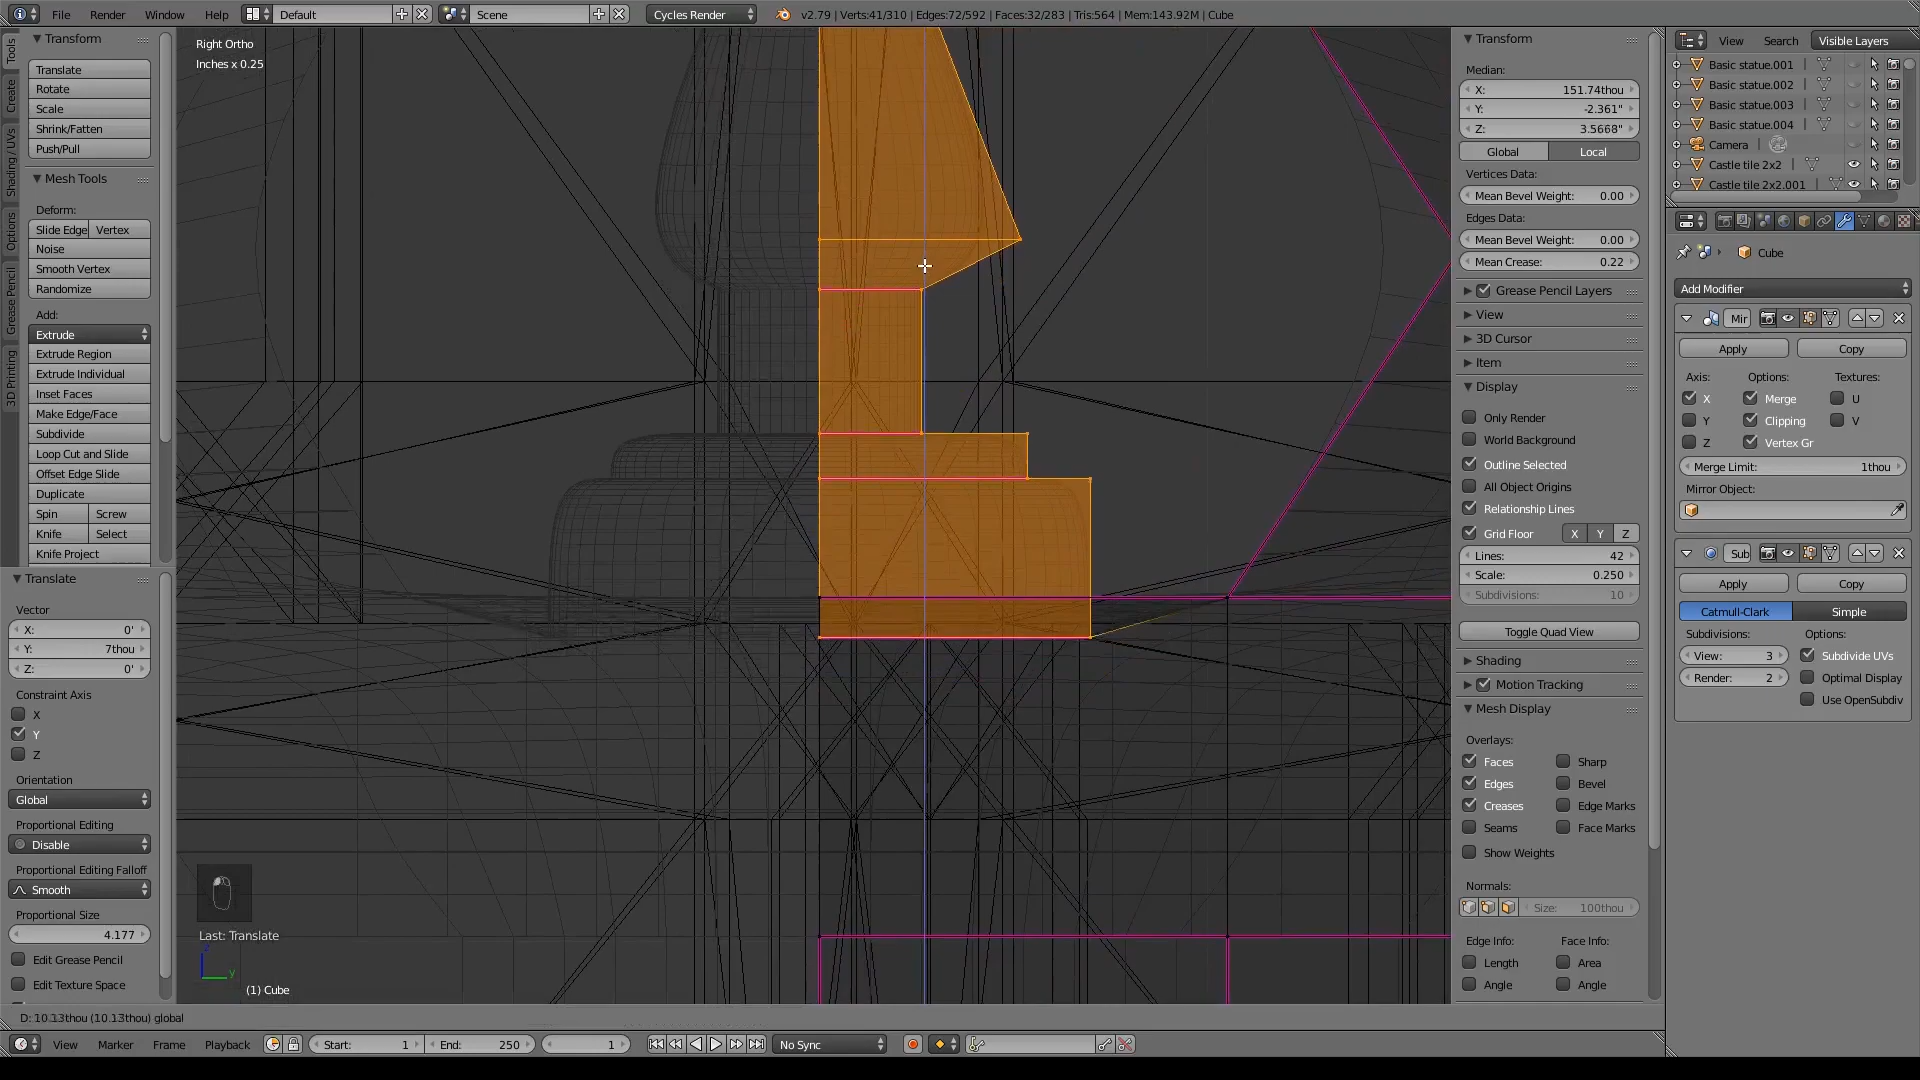 File Render Window Help Default Scene Cycles Render v2.79 | Verts:41/310 | Edges:72/592 | Faces:32/283 | Tris:564 | Mem:143.92M | Cube
Tools
Create
Shading / UVs
Options
Grease Pencil
3D Printing
Transform
Translate
Rotate
Scale
Shrink/Fatten
Push/Pull
Mesh Tools
Deform:
Slide Edge Vertex
Noise
Smooth Vertex
Randomize
Add:
Extrude
Extrude Region
Extrude Individual
Inset Faces
Make Edge/Face
Subdivide
Loop Cut and Slide
Offset Edge Slide
Duplicate
Spin Screw
Knife Select
Knife Project
Translate
Vector
X: 0'
Y: 7thou
Z: 0'
Constraint Axis
X
Y
Z
Orientation
Global
Proportional Editing
Disable
Proportional Editing Falloff
Smooth
Proportional Size
4.177
Edit Grease Pencil
Edit Texture Space
Right Ortho
Inches x 0.25
Last: Translate
z
y
(1) Cube
Transform
Median:
X: 151.74thou
Y: -2.361"
Z: 3.5668"
Global Local
Vertices Data:
Mean Bevel Weight: 0.00
Edges Data:
Mean Bevel Weight: 0.00
Mean Crease: 0.22
Grease Pencil Layers
View
3D Cursor
Item
Display
Only Render
World Background
Outline Selected
All Object Origins
Relationship Lines
Grid Floor X Y Z
Lines: 42
Scale: 0.250
Subdivisions: 10
Toggle Quad View
Shading
Motion Tracking
Mesh Display
Overlays:
Faces Sharp
Edges Bevel
Creases Edge Marks
Seams Face Marks
Show Weights
Normals:
Size: 100thou
Edge Info: Face Info:
Length Area
Angle Angle
View Search Visible Layers
Basic statue.001
Basic statue.002
Basic statue.003
Basic statue.004
Camera
Castle tile 2x2
Castle tile 2x2.001
Cube
Add Modifier
Mir
Apply Copy
Axis: Options: Textures:
X Merge U
Y Clipping V
Z Vertex Gr
Merge Limit: 1thou
Mirror Object:
Sub
Apply Copy
Catmull-Clark Simple
Subdivisions: Options:
View: 3 Subdivide UVs
Render: 2 Optimal Display
Use OpenSubdiv
D: 10.13thou (10.13thou) global
View Marker Frame Playback Start: 1 End: 250 1 No Sync